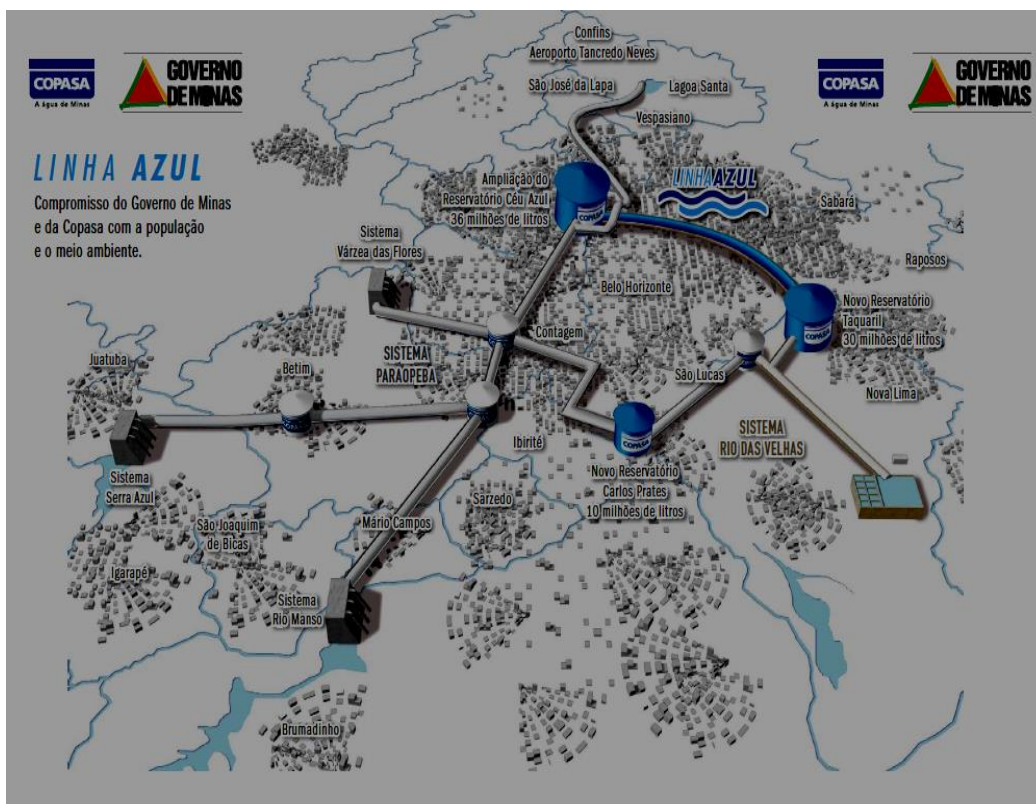 COPASA
A água de Minas
GOVERNO
DE MINAS
COPASA
A água de Minas
GOVERNO
DE MINAS
LINHA AZUL
Compromisso do Governo de Minas
e da Copasa com a população
e o meio ambiente.
Confins
Aeroporto Tancredo Neves
São José da Lapa
Lagoa Santa
Vespasiano
Ampliação do
Reservatório Céu Azul
36 milhões de litros
COPASA
LINHA AZUL
Sabará
Raposos
Sistema
Várzea das Flores
Belo Horizonte
Novo Reservatório
Taquaril
30 milhões de litros
COPASA
Contagem
São Lucas
Nova Lima
SISTEMA
PARAOPEBA
Juatuba
Betim
Ibirité
COPASA
SISTEMA
RIO DAS VELHAS
Novo Reservatório
Carlos Prates
10 milhões de litros
Sistema
Serra Azul
Sarzedo
Mário Campos
São Joaquim
de Bicas
Igarapé
Sistema
Rio Manso
Brumadinho